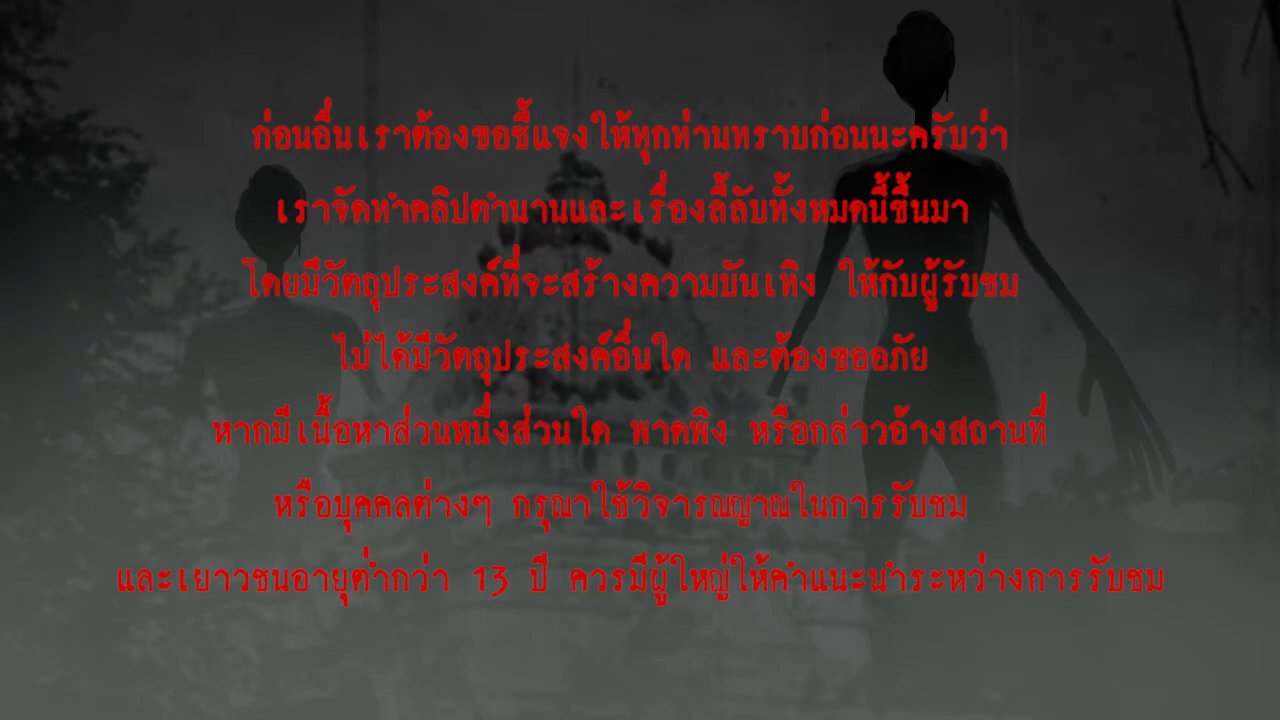 ก่อนอื่นเราต้องขอชี้แจงให้ทุกท่านทราบก่อนนะครับว่า
เราจัดทำคลิปตำนานและเรื่องลี้ลับทั้งหมดนี้ขึ้นมา
โดยมีวัตถุประสงค์ที่จะสร้างความบันเทิง ให้กับผู้รับชม
ไม่ได้มีวัตถุประสงค์อื่นใด และต้องขออภัย
หากมีเนื้อหาส่วนหนึ่งส่วนใด พาดพิง หรือกล่าวอ้างสถานที่
หรือบุคคลต่างๆ กรุณาใช้วิจารณญาณในการรับชม
และเยาวชนอายุต่ำกว่า 13 ปี ควรมีผู้ใหญ่ให้คำแนะนำระหว่างการรับชม